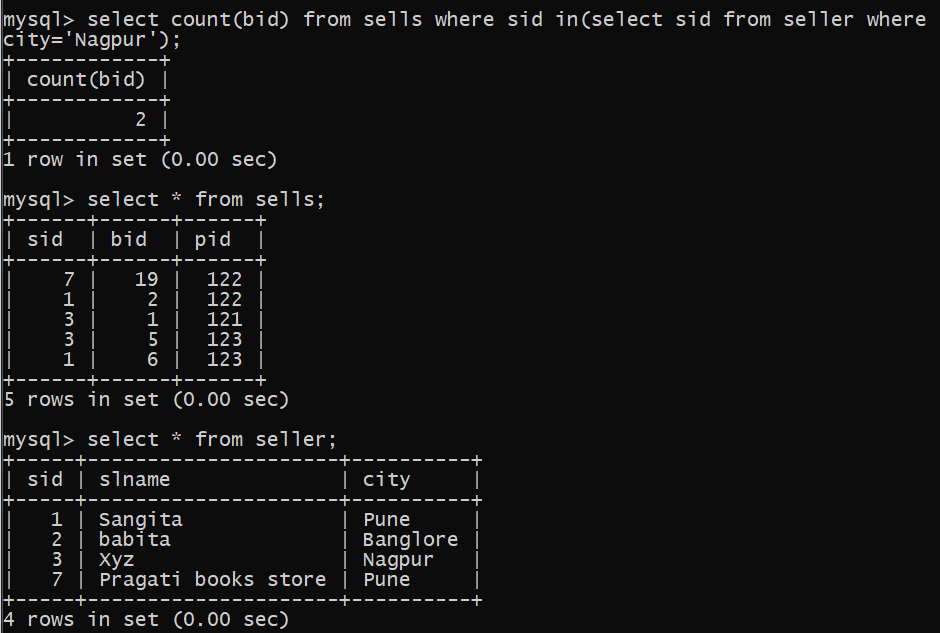 mysql> select count(bid) from sells where sid in(select sid from seller where
city='Nagpur');
+------------+
| count(bid) |
+------------+
|          2 |
+------------+
1 row in set (0.00 sec)

mysql> select * from sells;
+------+------+------+
| sid  | bid  | pid  |
+------+------+------+
|    7 |   19 |  122 |
|    1 |    2 |  122 |
|    3 |    1 |  121 |
|    3 |    5 |  123 |
|    1 |    6 |  123 |
+------+------+------+
5 rows in set (0.00 sec)

mysql> select * from seller;
+-----+---------------------+----------+
| sid | slname              | city     |
+-----+---------------------+----------+
|   1 | Sangita             | Pune     |
|   2 | babita              | Banglore |
|   3 | Xyz                 | Nagpur   |
|   7 | Pragati books store | Pune     |
+-----+---------------------+----------+
4 rows in set (0.00 sec)